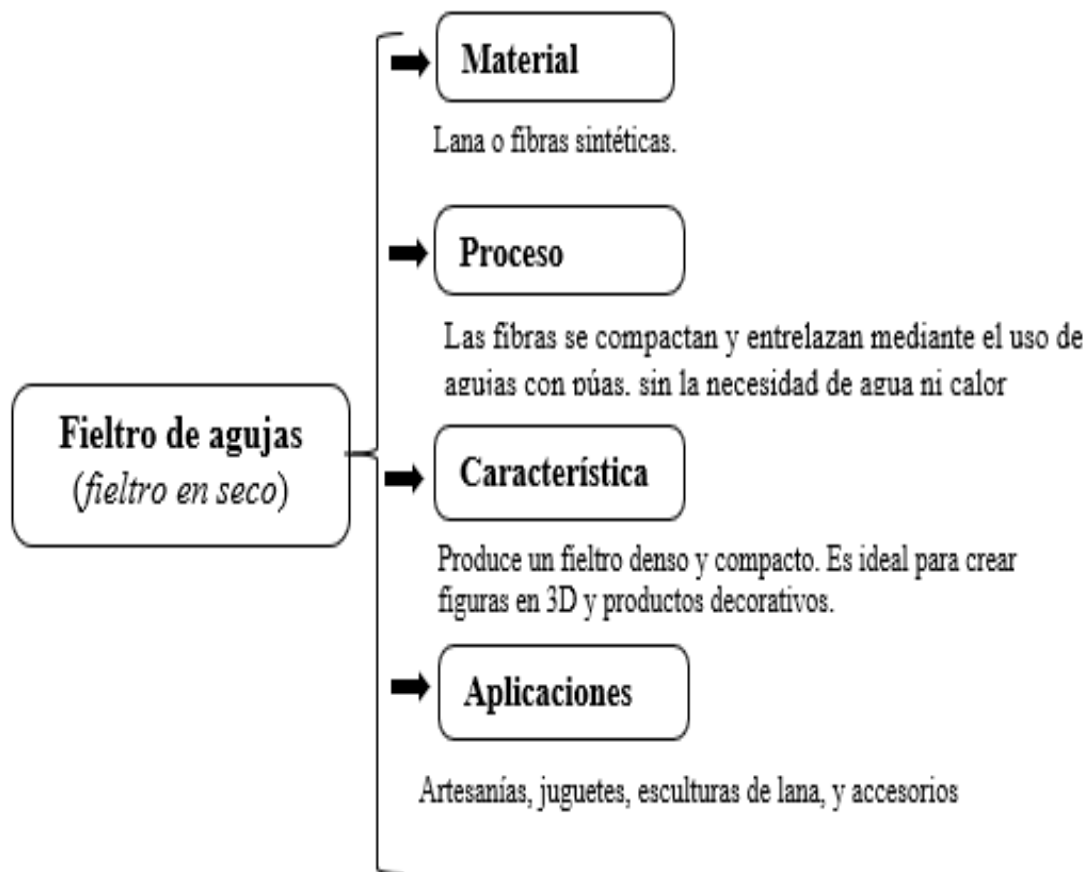 Fieltro de agujas
(fieltro en seco)
Material
Lana o fibras sintéticas.
Proceso
Las fibras se compactan y entrelazan mediante el uso de
agujas con púas, sin la necesidad de agua ni calor
Característica
Produce un fieltro denso y compacto. Es ideal para crear
figuras en 3D y productos decorativos.
Aplicaciones
Artesanías, juguetes, esculturas de lana, y accesorios